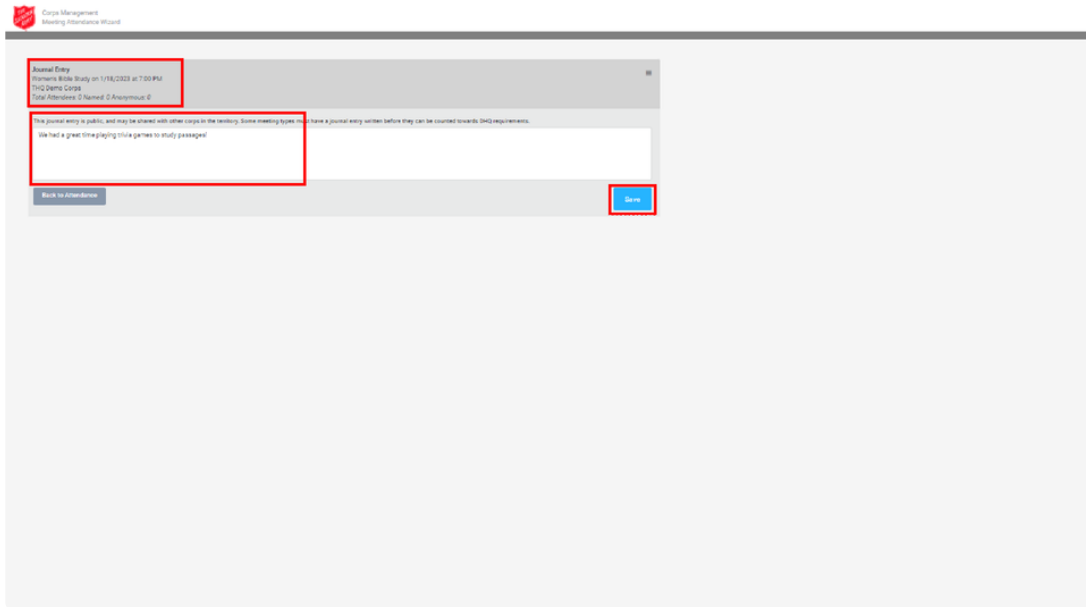 Corps Management
Meeting Attendance Wizard
Journal Entry
Women's Bible Study on 1/18/2023 at 7:00 PM
THQ Demo Corps
Total Attendees: 0 Named: 0 Anonymous: 0
This journal entry is public, and may be shared with other corps in the territory. Some meeting types must have a journal entry written before they can be counted towards DHQ requirements.
We had a great time playing trivia games to study passages!
Back to Attendance
Save